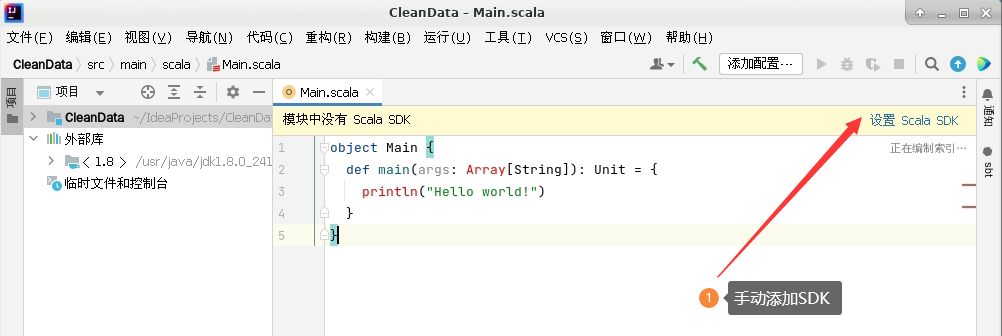 CleanData - Main.scala
文件(F) 编辑(E) 视图(V) 导航(N) 代码(C) 重构(R) 构建(B) 运行(U) 工具(T) VCS(S) 窗口(W) 帮助(H)
CleanData 〉 src 〉 main 〉 scala 〉 Main.scala
添加配置…
项目
项目
Main.scala
CleanData ~/IdeaProjects/CleanDa
外部库
< 1.8 > /usr/java/jdk1.8.0_241
临时文件和控制台
模块中没有 Scala SDK
设置 Scala SDK
正在编制索引…
1 object Main {
2 def main(args: Array[String]): Unit = {
3 println("Hello world!")
4 }
5 }
1 手动添加SDK
通知
sbt